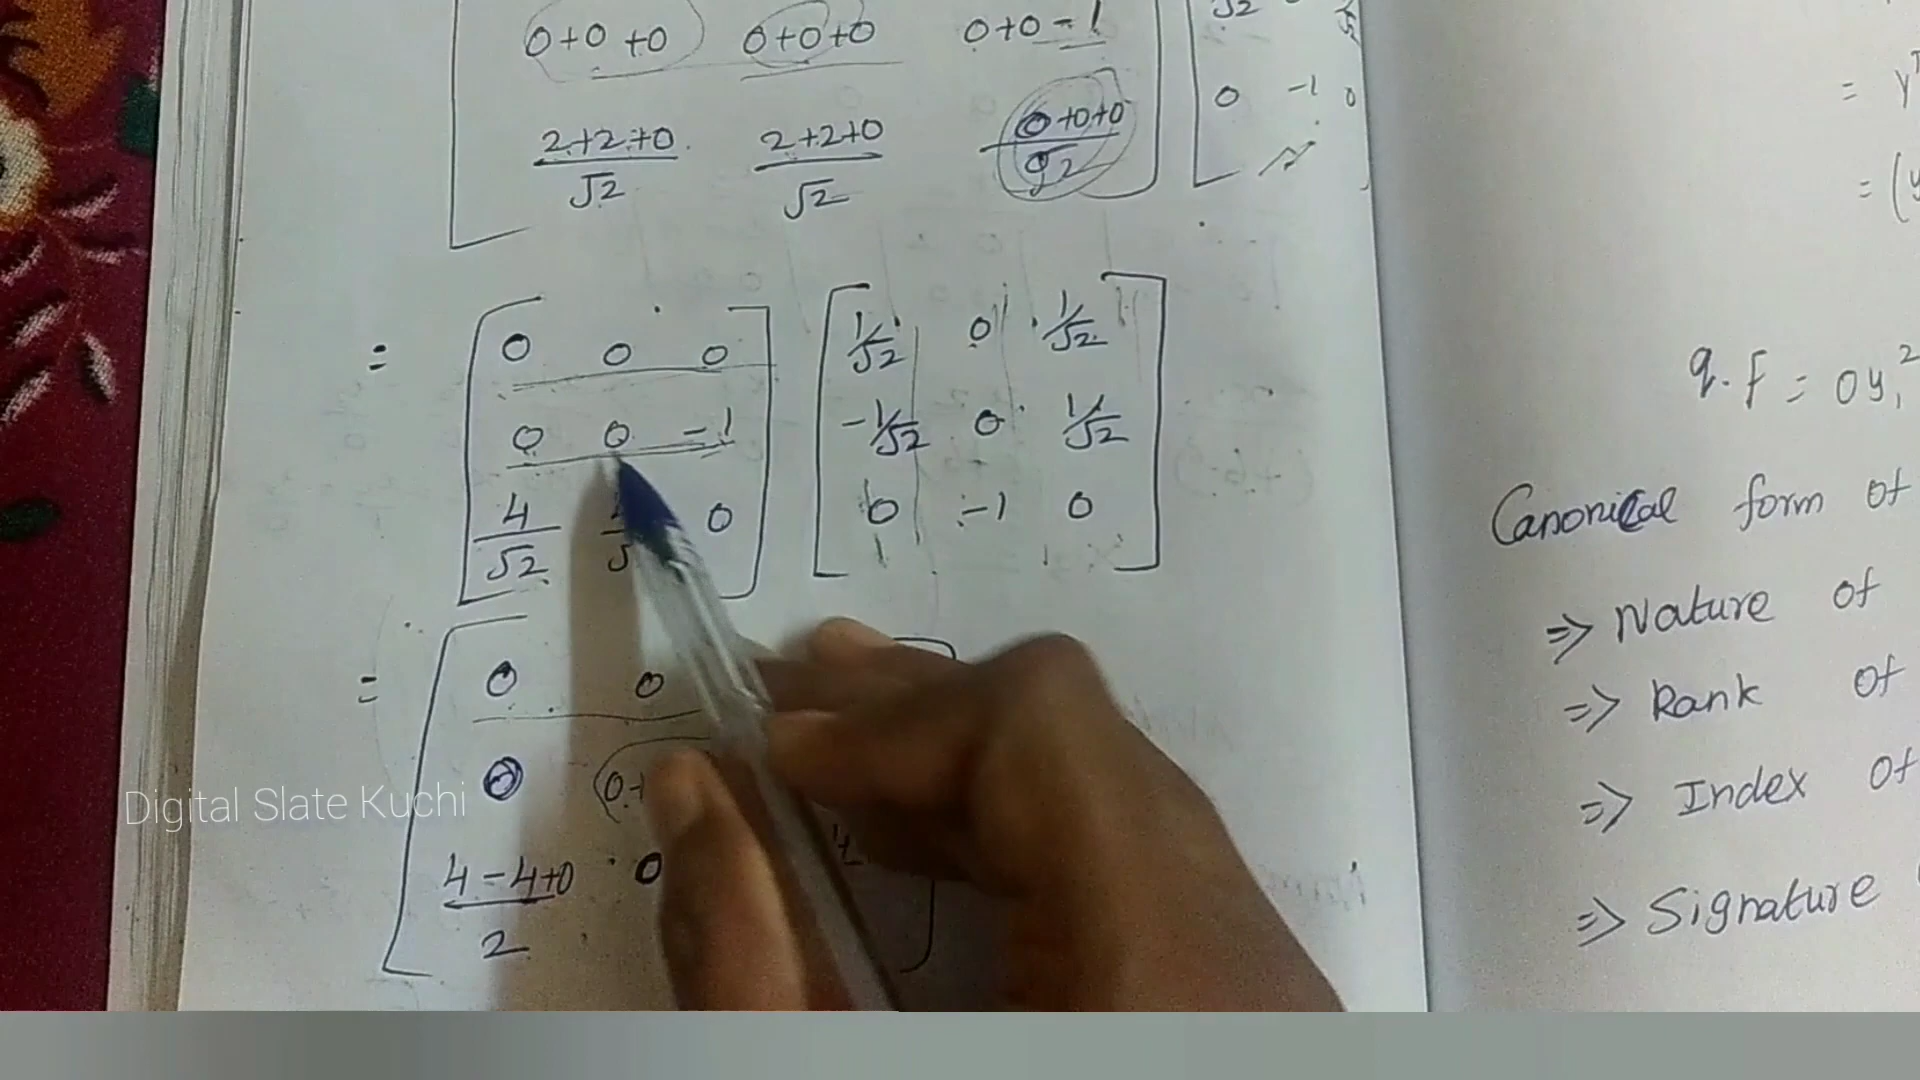 0+0+0 0+0+0 0+0-1 √2
2+2+0/√2 2+2+0/√2 0+0+0/√2 0 -1 0
= [0 0 0] [1/√2 0 1/√2]
[0 0 -1] [-1/√2 0 1/√2]
[4/√2 0] [0 -1 0]
= [0 0
0 0+
4-4+0/2 0
Digital Slate Kuchi
= Y
= (y
q.f = 0y₁²
Canonical form of
⇒ Nature of
⇒ Rank of
⇒ Index of
⇒ Signature